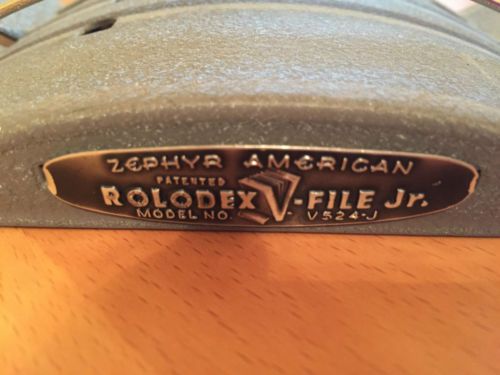 ZEPHYR AMERICAN
PATENTED
ROLODEX V-FILE Jr.
MODEL NO. V524-J